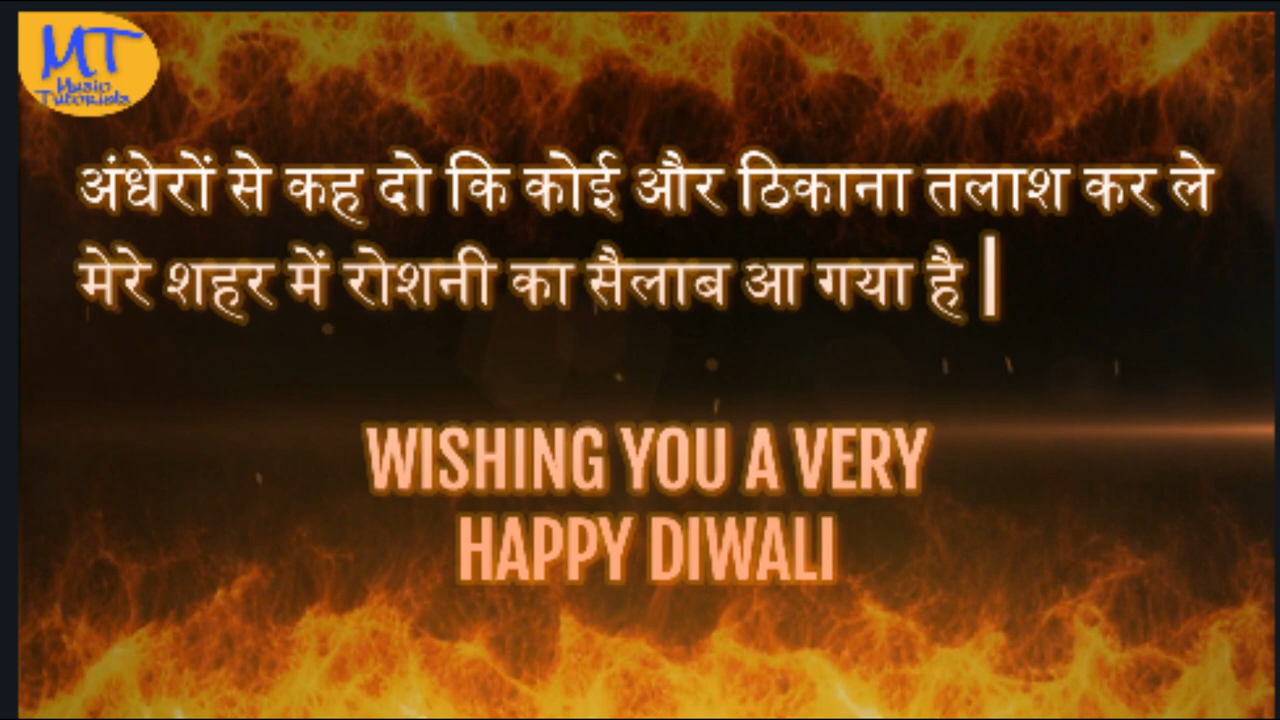 MT
Music
Tutorials
अंधेरों से कह दो कि कोई और ठिकाना तलाश कर ले
मेरे शहर में रोशनी का सैलाब आ गया है |
WISHING YOU A VERY
HAPPY DIWALI